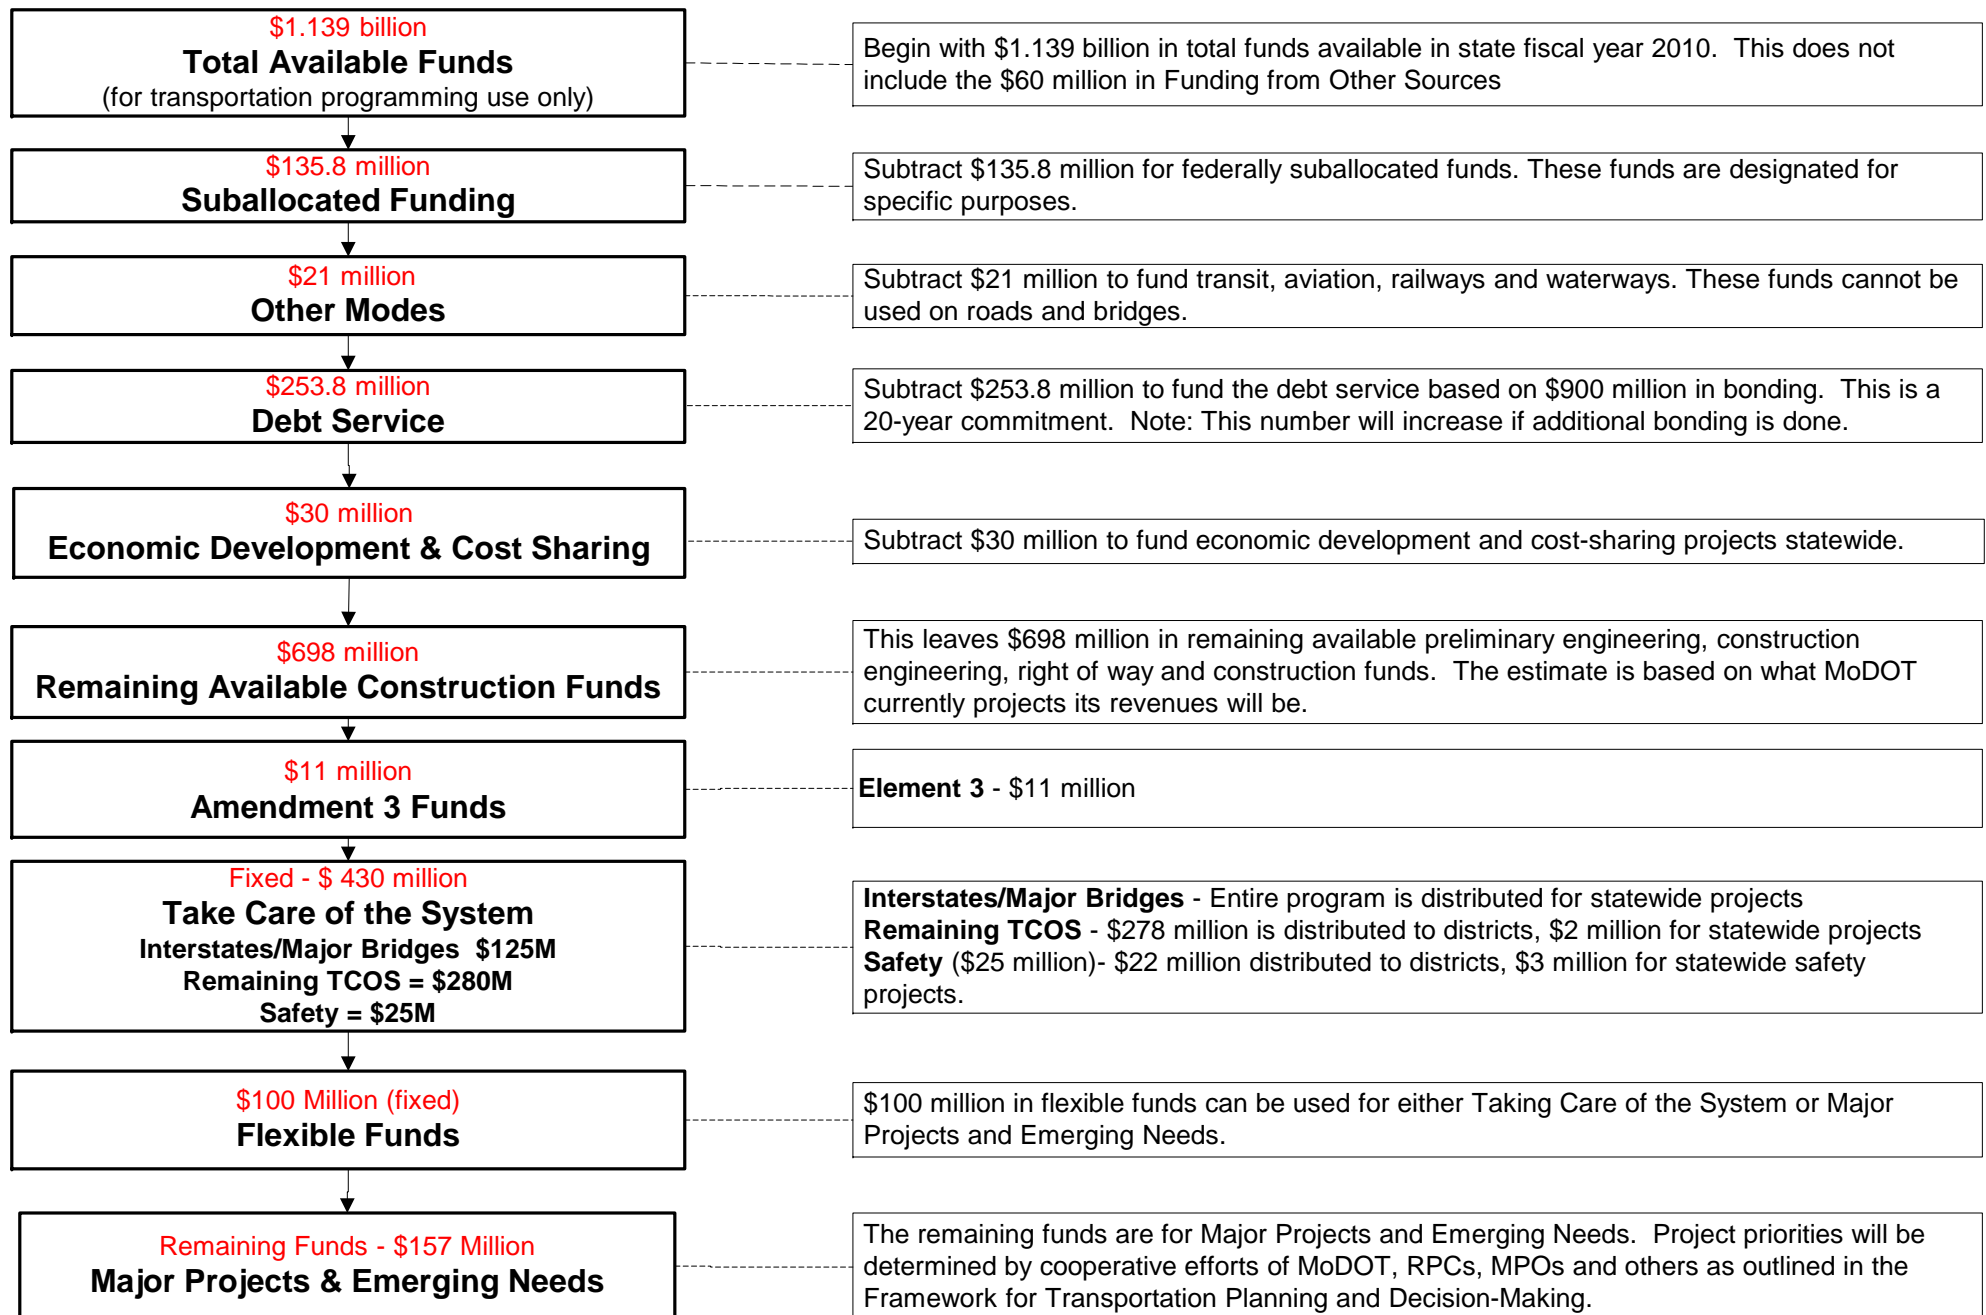 $1.139 billion
Total Available Funds
(for transportation programming use only)
Begin with $1.139 billion in total funds available in state fiscal year 2010.  This does not
include the $60 million in Funding from Other Sources
$135.8 million
Suballocated Funding
Subtract $135.8 million for federally suballocated funds. These funds are designated for
specific purposes.
$21 million
Other Modes
Subtract $21 million to fund transit, aviation, railways and waterways. These funds cannot be
used on roads and bridges.
$253.8 million
Debt Service
Subtract $253.8 million to fund the debt service based on $900 million in bonding.  This is a
20-year commitment.  Note: This number will increase if additional bonding is done.
$30 million
Economic Development & Cost Sharing
Subtract $30 million to fund economic development and cost-sharing projects statewide.
$698 million
Remaining Available Construction Funds
This leaves $698 million in remaining available preliminary engineering, construction
engineering, right of way and construction funds.  The estimate is based on what MoDOT
currently projects its revenues will be.
$11 million
Amendment 3 Funds
Element 3 - $11 million
Fixed - $ 430 million
Take Care of the System
Interstates/Major Bridges  $125M
Remaining TCOS = $280M
Safety = $25M
Interstates/Major Bridges - Entire program is distributed for statewide projects
Remaining TCOS - $278 million is distributed to districts, $2 million for statewide projects
Safety ($25 million)- $22 million distributed to districts, $3 million for statewide safety
projects.
$100 Million (fixed)
Flexible Funds
$100 million in flexible funds can be used for either Taking Care of the System or Major
Projects and Emerging Needs.
Remaining Funds - $157 Million
Major Projects & Emerging Needs
The remaining funds are for Major Projects and Emerging Needs.  Project priorities will be
determined by cooperative efforts of MoDOT, RPCs, MPOs and others as outlined in the
Framework for Transportation Planning and Decision-Making.